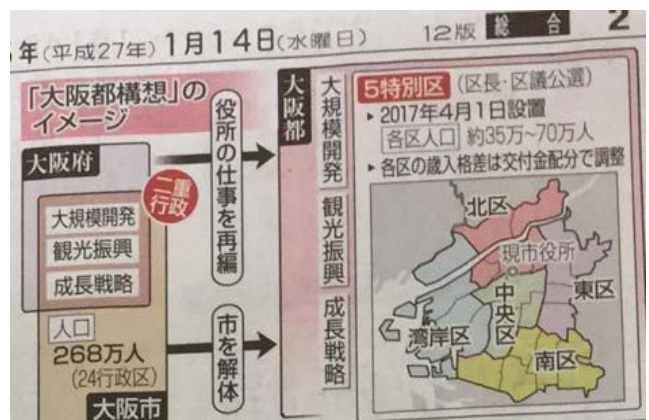 5年(平成27年)1月14日(水曜日)
12版 総合 2
「大阪都構想」の
イメージ
大阪府
二重
行政
大規模開発
観光振興
成長戦略
人口
268万人
(24行政区)
大阪市
役所の仕事を再編
市を解体
大阪都
大規模開発
観光振興
成長戦略
5特別区(区長・区議公選)
▶2017年4月1日設置
各区人口 約35万~70万人
▶各区の歳入格差は交付金配分で調整
北区
現市役所
中央区
東区
湾岸区
南区